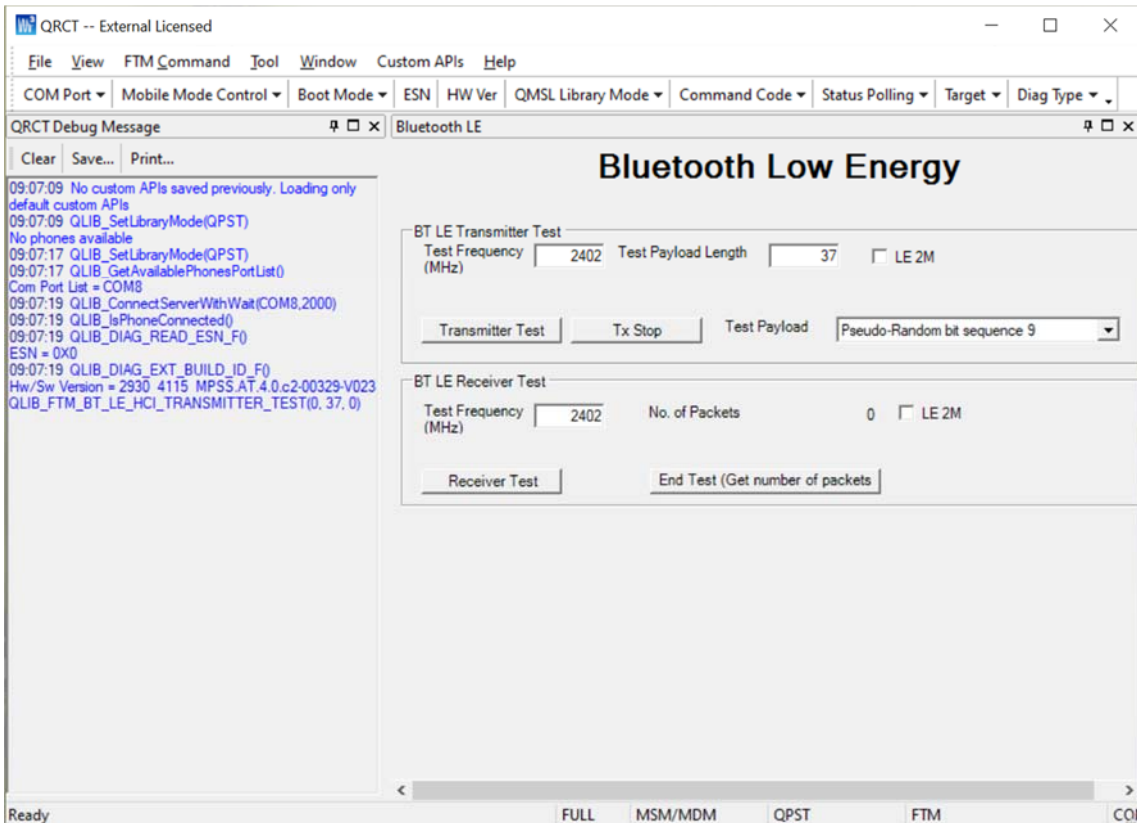 QRCT -- External Licensed
File View FTM Command Tool Window Custom APIs Help
COM Port Mobile Mode Control Boot Mode ESN HW Ver QMSL Library Mode Command Code Status Polling Target Diag Type
QRCT Debug Message
Clear Save... Print...
09:07:09 No custom APIs saved previously. Loading only
default custom APIs
09:07:09 QLIB_SetLibraryMode(QPST)
No phones available
09:07:17 QLIB_SetLibraryMode(QPST)
09:07:17 QLIB_GetAvailablePhonesPortList()
Com Port List = COM8
09:07:19 QLIB_ConnectServerWithWait(COM8,2000)
09:07:19 QLIB_IsPhoneConnected()
09:07:19 QLIB_DIAG_READ_ESN_F()
ESN = 0X0
09:07:19 QLIB_DIAG_EXT_BUILD_ID_F()
Hw/Sw Version = 2930 4115 MPSS.AT.4.0.c2-00329-V023
QLIB_FTM_BT_LE_HCI_TRANSMITTER_TEST(0, 37, 0)
Bluetooth LE
Bluetooth Low Energy
BT LE Transmitter Test
Test Frequency (MHz) 2402 Test Payload Length 37 LE 2M
Transmitter Test Tx Stop Test Payload Pseudo-Random bit sequence 9
BT LE Receiver Test
Test Frequency (MHz) 2402 No. of Packets 0 LE 2M
Receiver Test End Test (Get number of packets
Ready FULL MSM/MDM QPST FTM